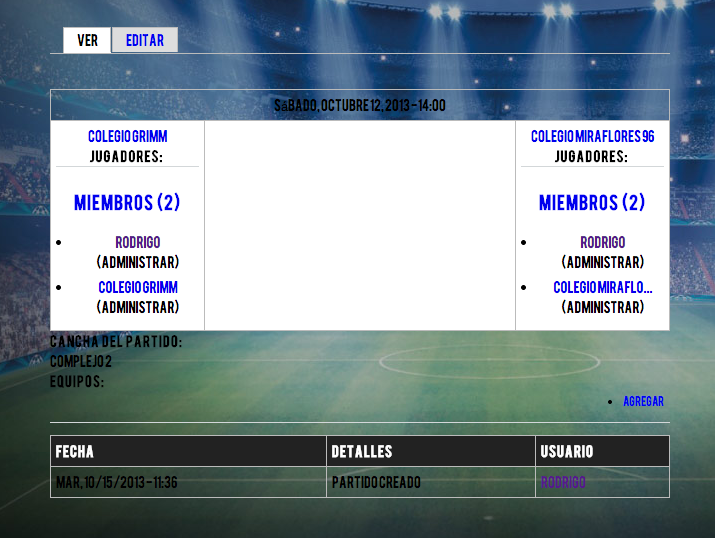 VER
EDITAR
SáBADO, OCTUBRE 12, 2013 - 14:00
COLEGIO GRIMM
JUGADORES:
MIEMBROS (2)
• RODRIGO
(ADMINISTRAR)
• COLEGIO GRIMM
(ADMINISTRAR)
COLEGIO MIRAFLORES 96
JUGADORES:
MIEMBROS (2)
• RODRIGO
(ADMINISTRAR)
• COLEGIO MIRAFLO...
(ADMINISTRAR)
CANCHA DEL PARTIDO:
COMPLEJO 2
EQUIPOS:
• AGREGAR
FECHA DETALLES USUARIO
MAR, 10/15/2013 - 11:36 PARTIDO CREADO RODRIGO